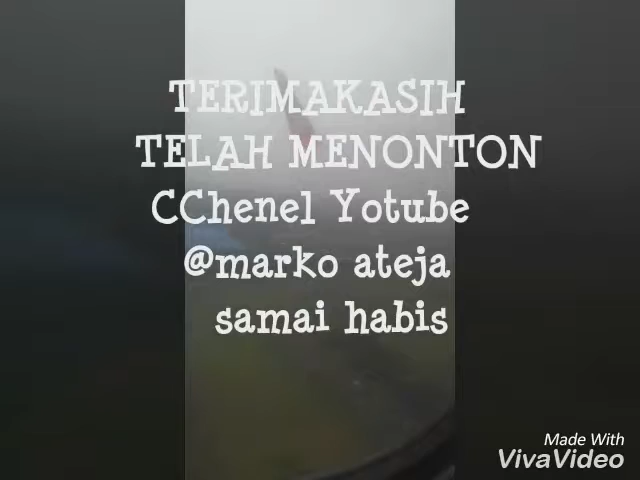 TERIMAKASIH
TELAH MENONTON
CChenel Yotube
@marko ateja
samai habis
Made With
VivaVideo